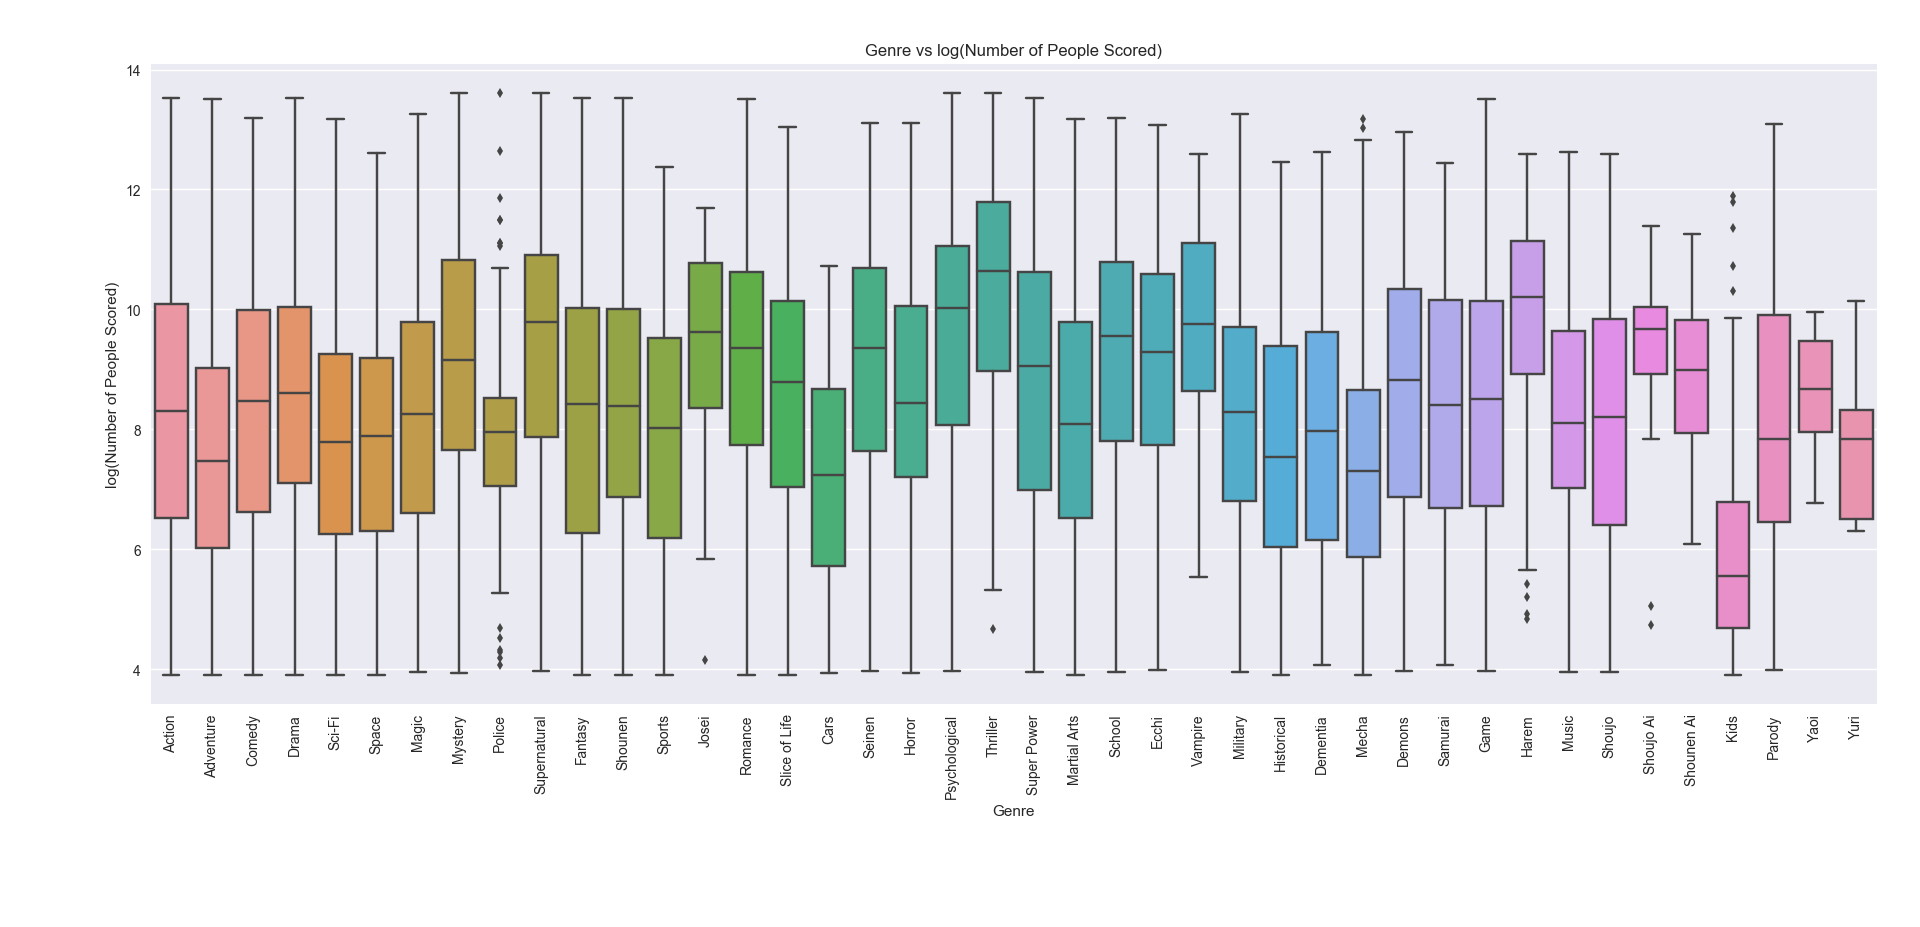 Genre vs log(Number of People Scored)
log(Number of People Scored)
14
12
10
8
6
4
Action
Adventure
Comedy
Drama
Sci-Fi
Space
Magic
Mystery
Police
Supernatural
Fantasy
Shounen
Sports
Josei
Romance
Slice of Life
Cars
Seinen
Horror
Psychological
Thriller
Super Power
Martial Arts
School
Ecchi
Vampire
Military
Historical
Dementia
Mecha
Demons
Samurai
Game
Harem
Music
Shoujo
Shoujo Ai
Shounen Ai
Kids
Parody
Yaoi
Yuri
Genre